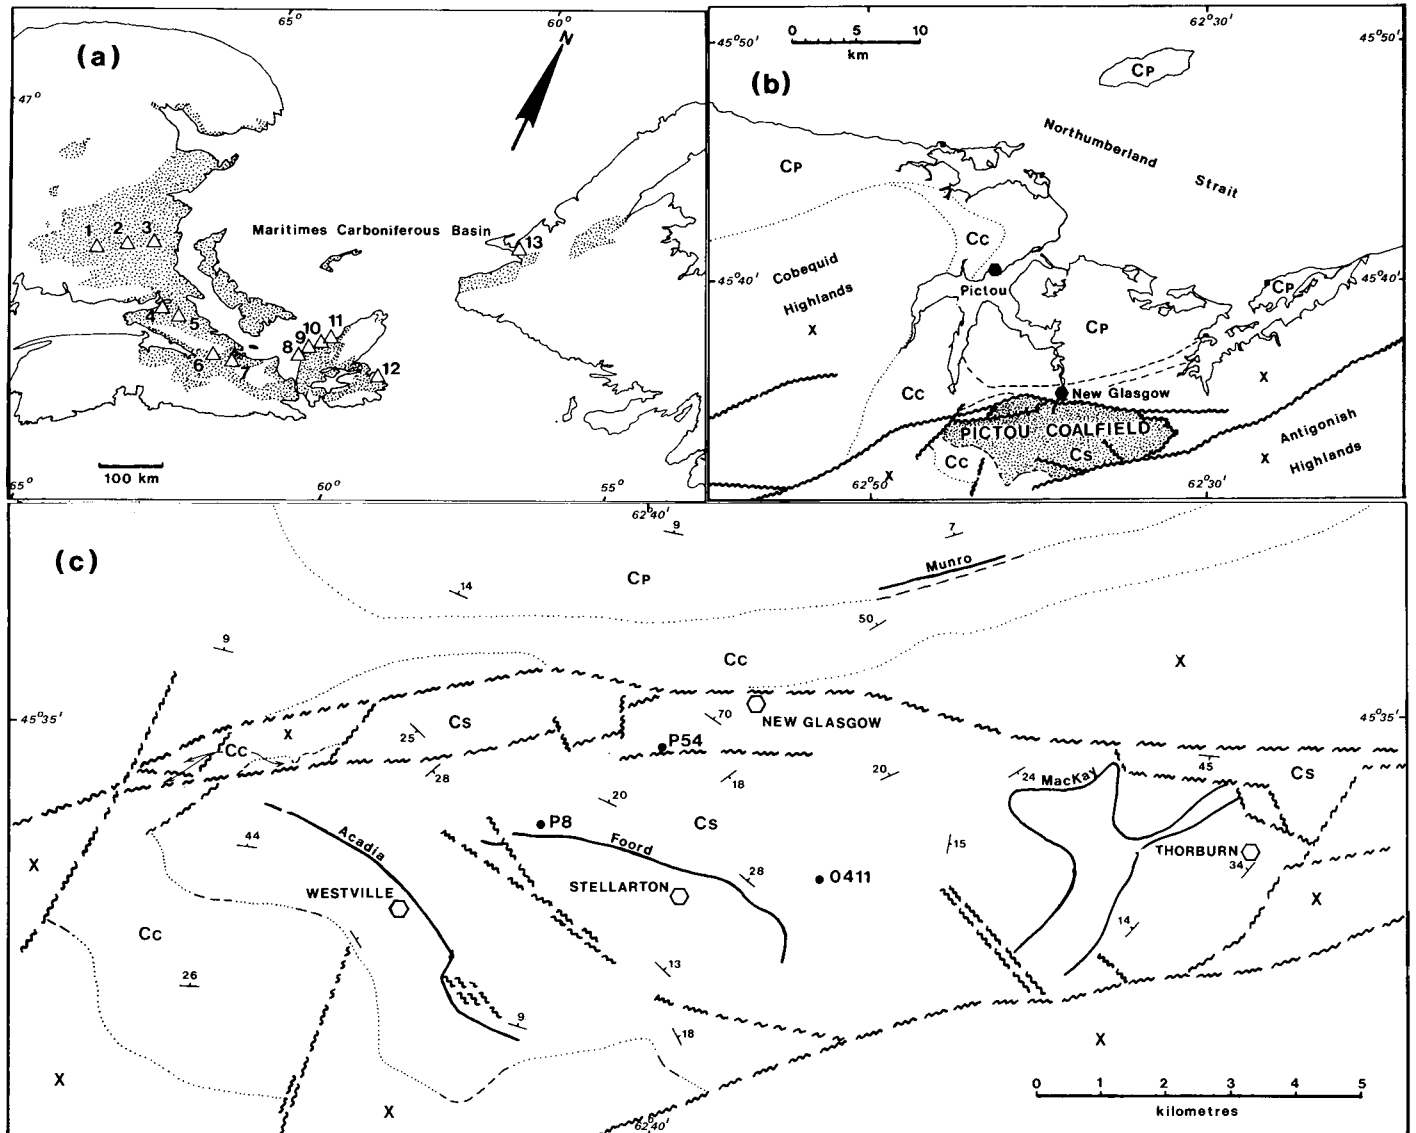 (a)
65°
60°
N
47°
1
2
3
Maritimes Carboniferous Basin
13
4
5
6
7
8
9
10
11
12
100 km
65°
60°
55°
(b)
0 5 10
km
62°30'
45°50'
45°50'
CP
Northumberland
Strait
CP
Cc
Cobequid
Highlands
X
45°40'
Pictou
CP
CP
45°40'
Cc
New Glasgow
X
PICTOU COALFIELD
Cs
Cc
X
Antigonish
Highlands
X
62°50'
62°30'
(c)
62°40'
9
7
Munro
14
CP
50
9
Cc
X
45°35'
45°35'
X
Cs
25
70
NEW GLASGOW
P54
Cc
28
20
18
20
24
MacKay
45
Cs
P8
Cs
Acadia
44
Foord
15
THORBURN
34
X
WESTVILLE
STELLARTON
28
0411
X
Cc
14
26
13
9
18
X
X
X
62°40'
0 1 2 3 4 5
kilometres